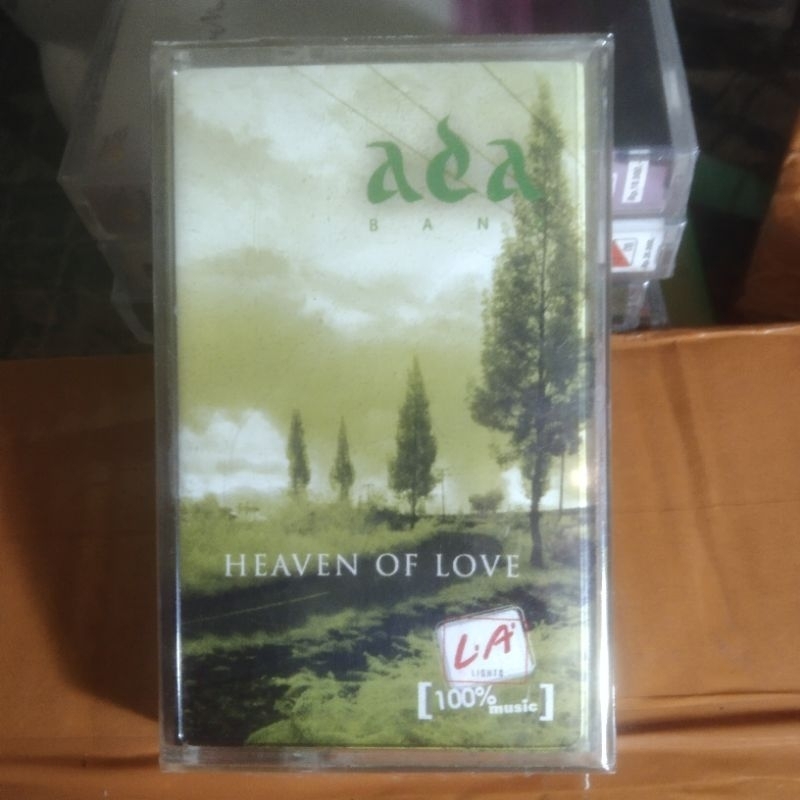 ada
BAN
HEAVEN OF LOVE
L.A.
LIGHTS
[100% music]